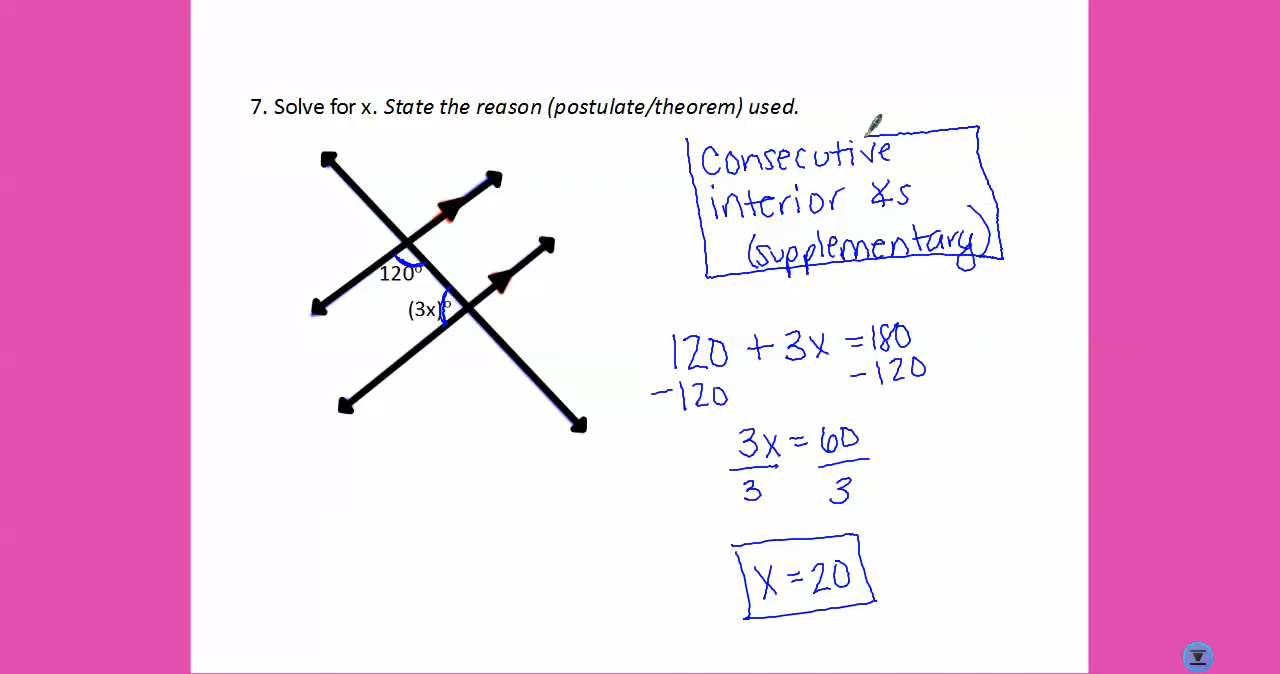 7. Solve for x. State the reason (postulate/theorem) used.
Consecutive
interior ∡s
(supplementary)
120°
(3x)°
120 + 3x = 180
-120 -120
3x = 60
3 3
x = 20